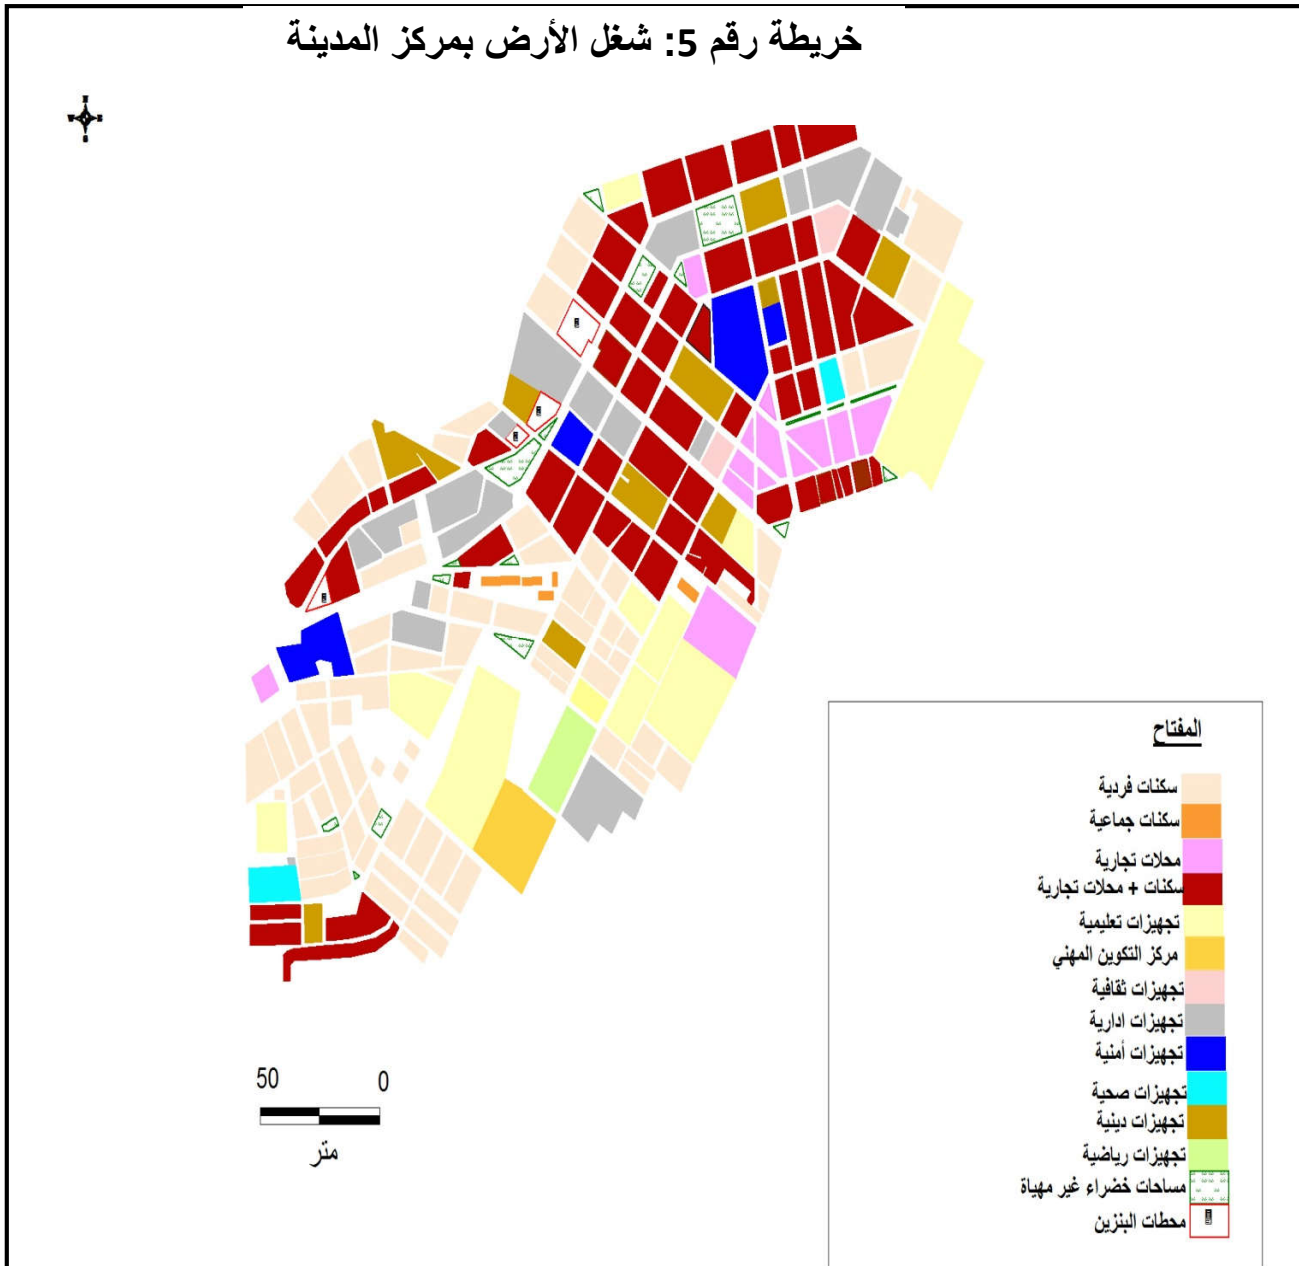 خريطة رقم 5: شغل الأرض بمركز المدينة
N
W E
S
المفتاح
سكنات فردية
سكنات جماعية
محلات تجارية
سكنات + محلات تجارية
تجهيزات تعليمية
مركز التكوين المهني
تجهيزات ثقافية
تجهيزات ادارية
تجهيزات أمنية
تجهيزات صحية
تجهيزات دينية
تجهيزات رياضية
مساحات خضراء غير مهياة
محطات البنزين
50 0
متر